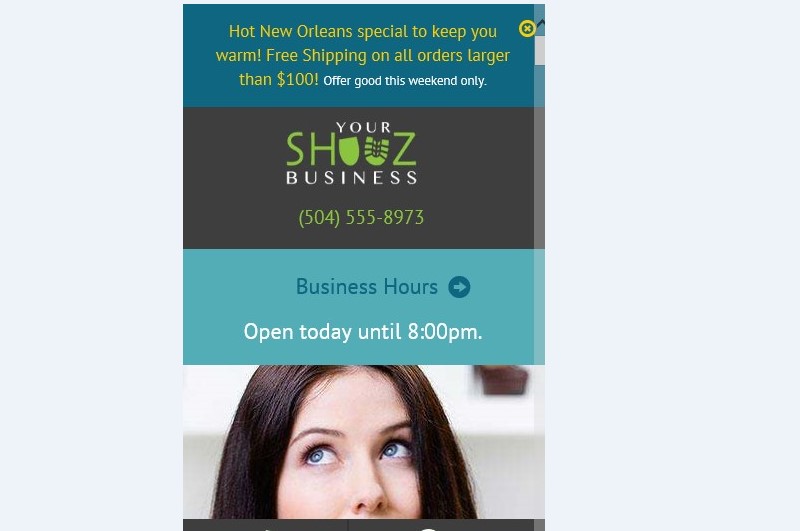 Hot New Orleans special to keep you
warm! Free Shipping on all orders larger
than $100! Offer good this weekend only.
YOUR
SHOUZ
BUSINESS
(504) 555-8973
Business Hours
Open today until 8:00pm.